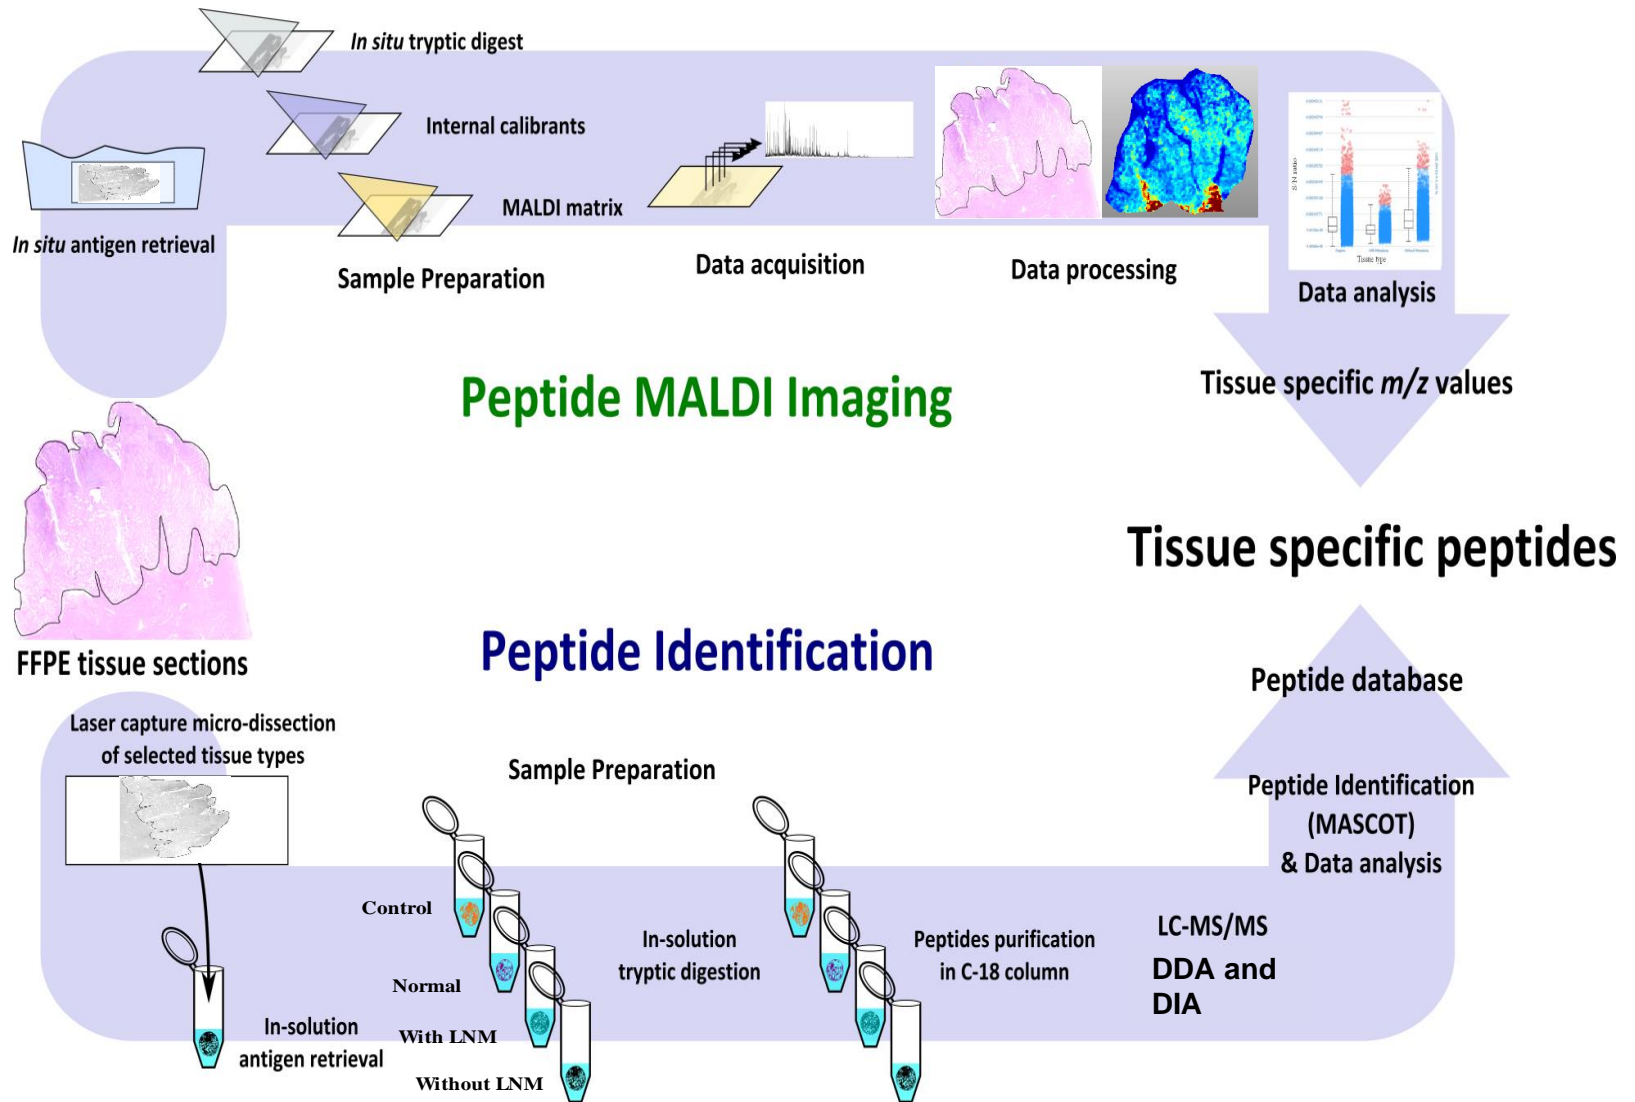 In situ tryptic digest
Internal calibrants
MALDI matrix
In situ antigen retrieval
Sample Preparation
Data acquisition
Data processing
S/N ratio
Tissue type
Data analysis
Tissue specific m/z values
Peptide MALDI Imaging
Tissue specific peptides
FFPE tissue sections
Peptide Identification
Peptide database
Laser capture micro-dissection
of selected tissue types
Sample Preparation
Peptide Identification
(MASCOT)
& Data analysis
Control
Normal
With LNM
Without LNM
In-solution
antigen retrieval
In-solution
tryptic digestion
Peptides purification
in C-18 column
LC-MS/MS
DDA and
DIA